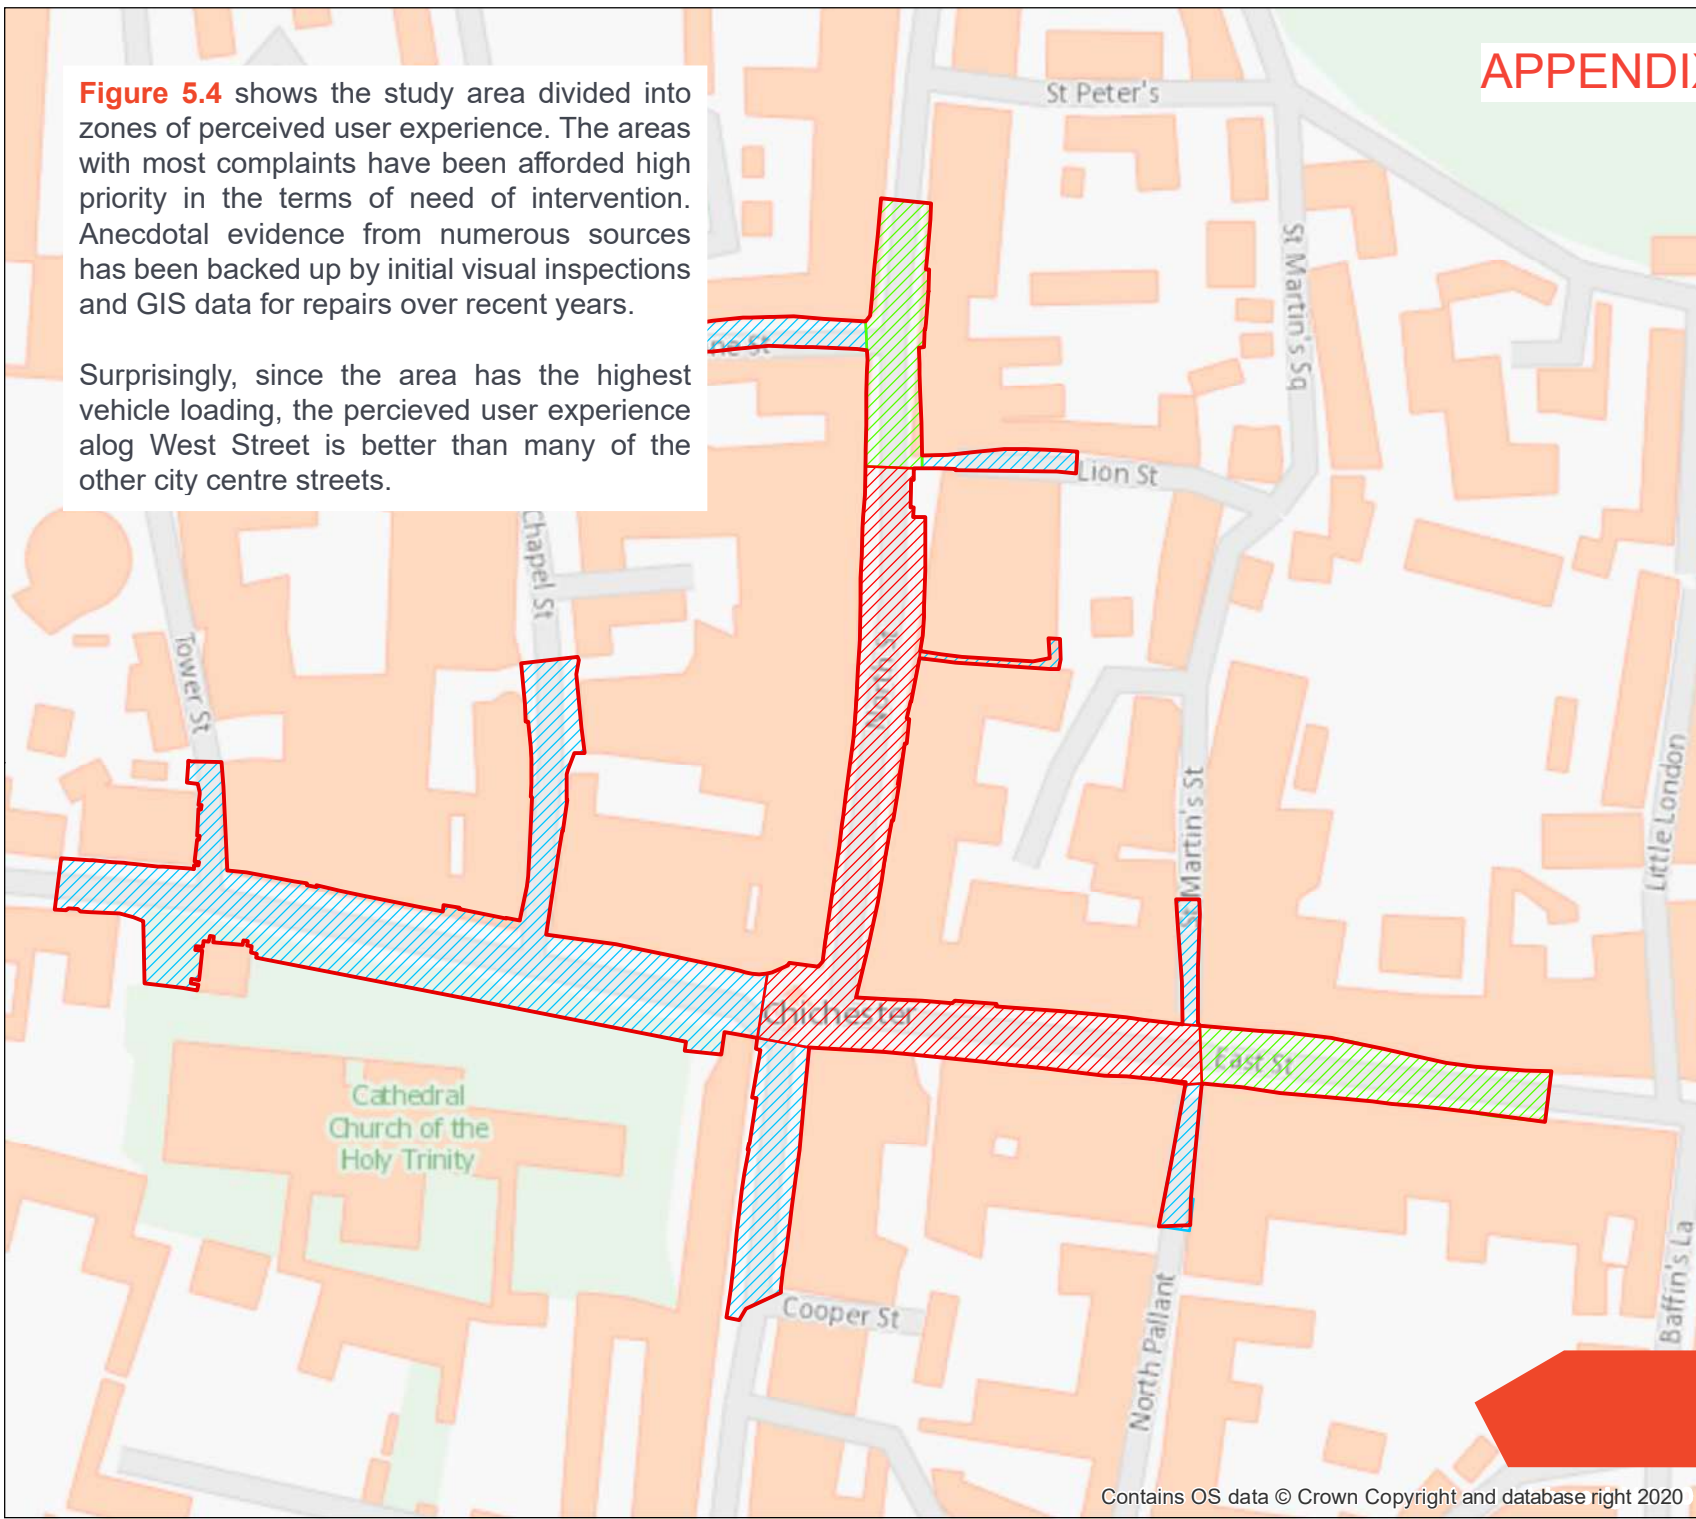 APPENDI
Figure 5.4 shows the study area divided into
zones of perceived user experience. The areas
with most complaints have been afforded high
priority in the terms of need of intervention.
Anecdotal evidence from numerous sources
has been backed up by initial visual inspections
and GIS data for repairs over recent years.
Surprisingly, since the area has the highest
vehicle loading, the percieved user experience
alog West Street is better than many of the
other city centre streets.
St Peter's
St Martin's Sq
ne St
Lion St
Chapel St
Tower St
North St
St Martin's St
Little London
Chichester
East St
Cathedral
Church of the
Holy Trinity
Cooper St
North Pallant
Baffin's La
Contains OS data © Crown Copyright and database right 2020